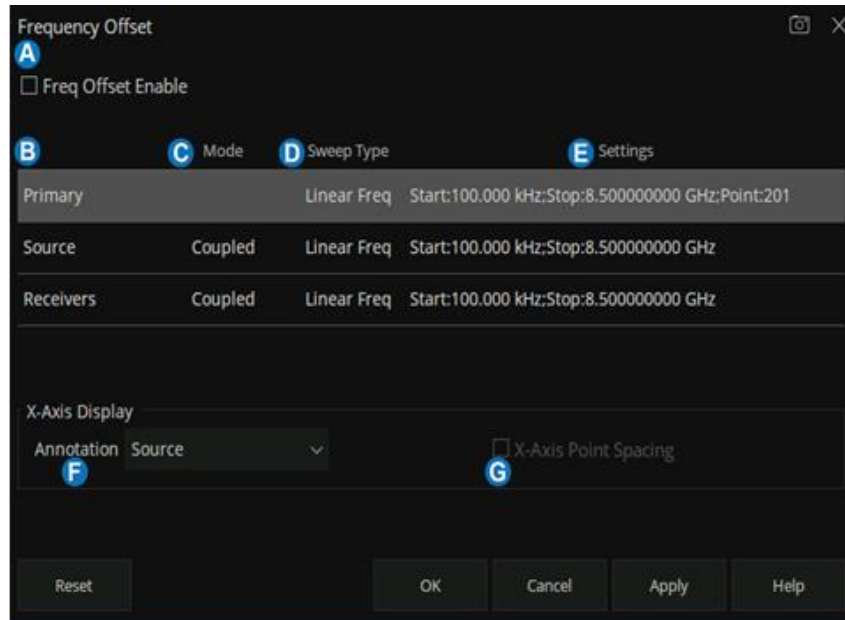 Frequency Offset
A
Freq Offset Enable
B C Mode D Sweep Type E Settings
Primary Linear Freq Start:100.000 kHz;Stop:8.500000000 GHz;Point:201
Source Coupled Linear Freq Start:100.000 kHz;Stop:8.500000000 GHz
Receivers Coupled Linear Freq Start:100.000 kHz;Stop:8.500000000 GHz
X-Axis Display
Annotation Source X-Axis Point Spacing
F G
Reset OK Cancel Apply Help